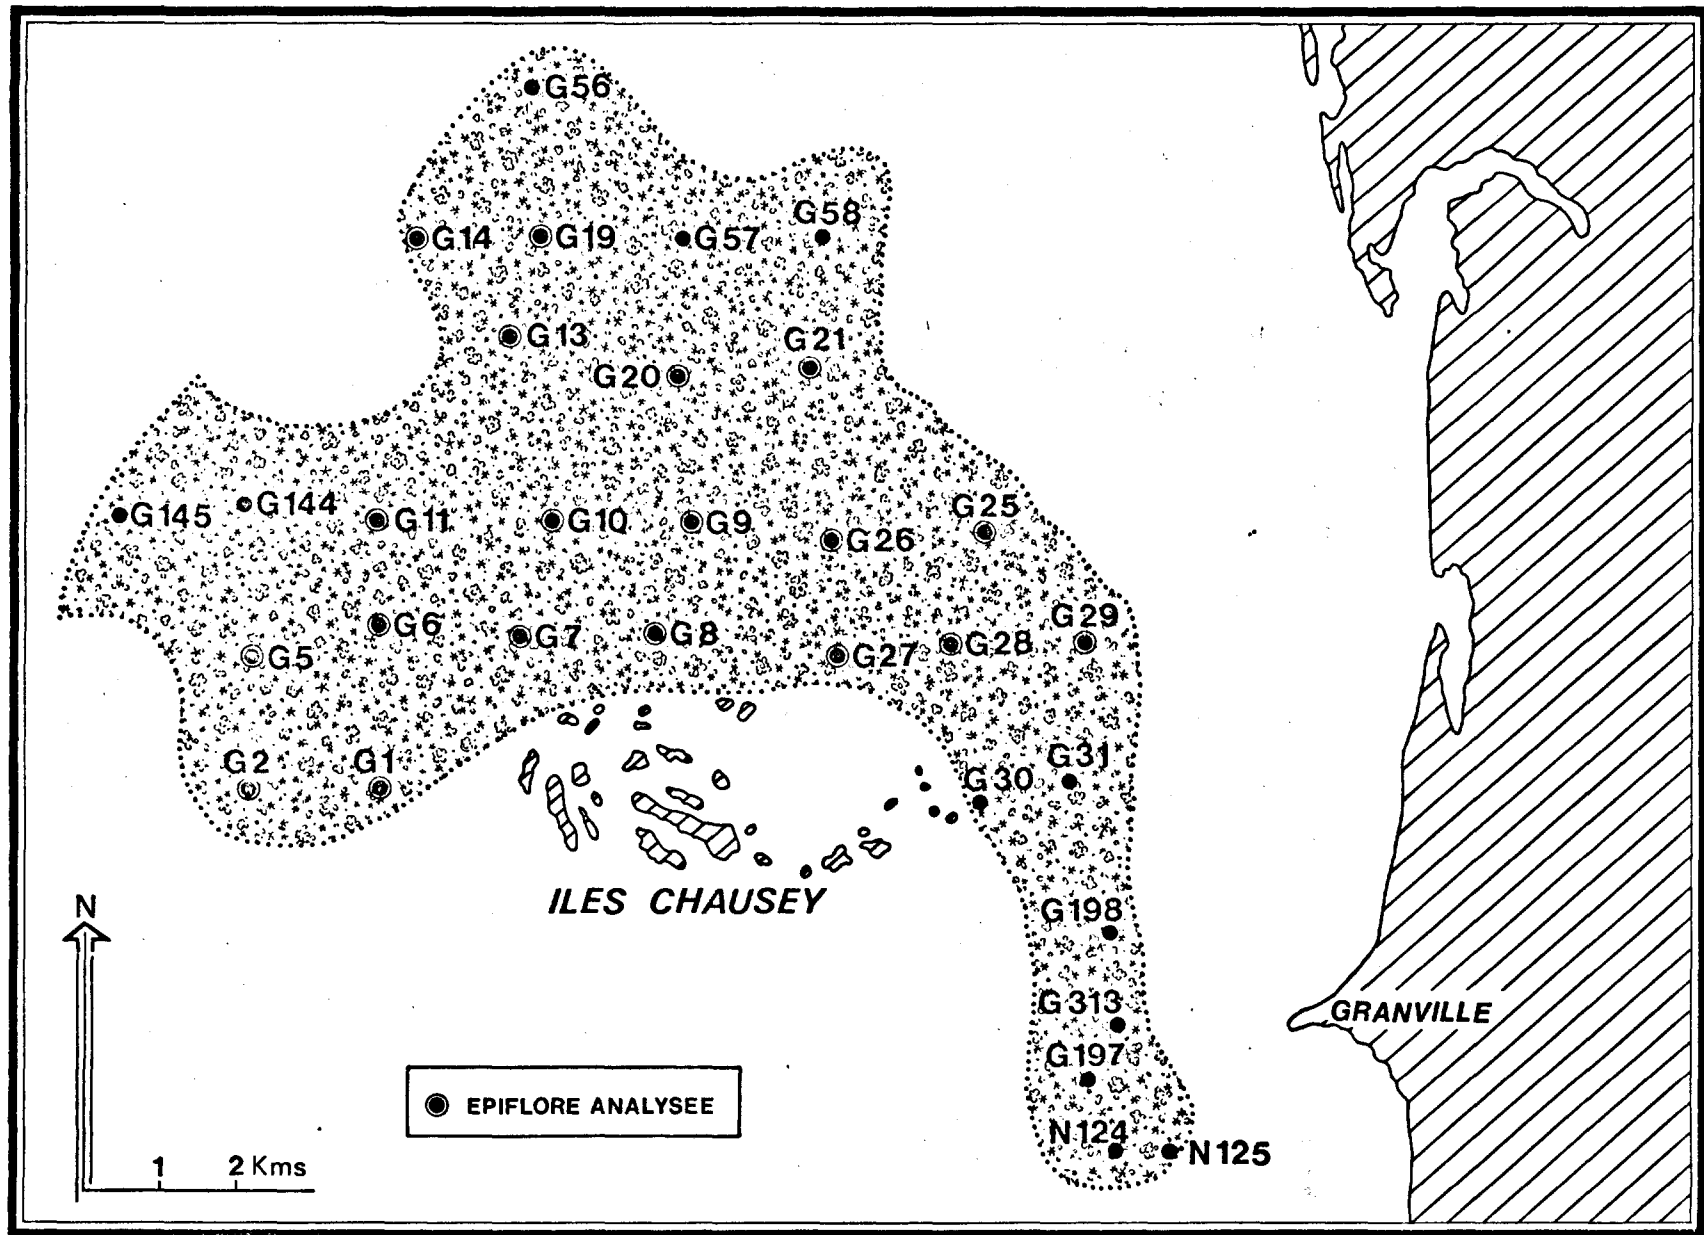 G56
G58
G14
G19
G57
G13
G21
G20
G25
G145
G144
G11
G10
G9
G26
G29
G6
G7
G8
G28
G5
G27
G2
G1
G31
G30
ILES CHAUSEY
N
G198
G313
GRANVILLE
G197
EPIFLORE ANALYSEE
N124
N125
1 2 Kms